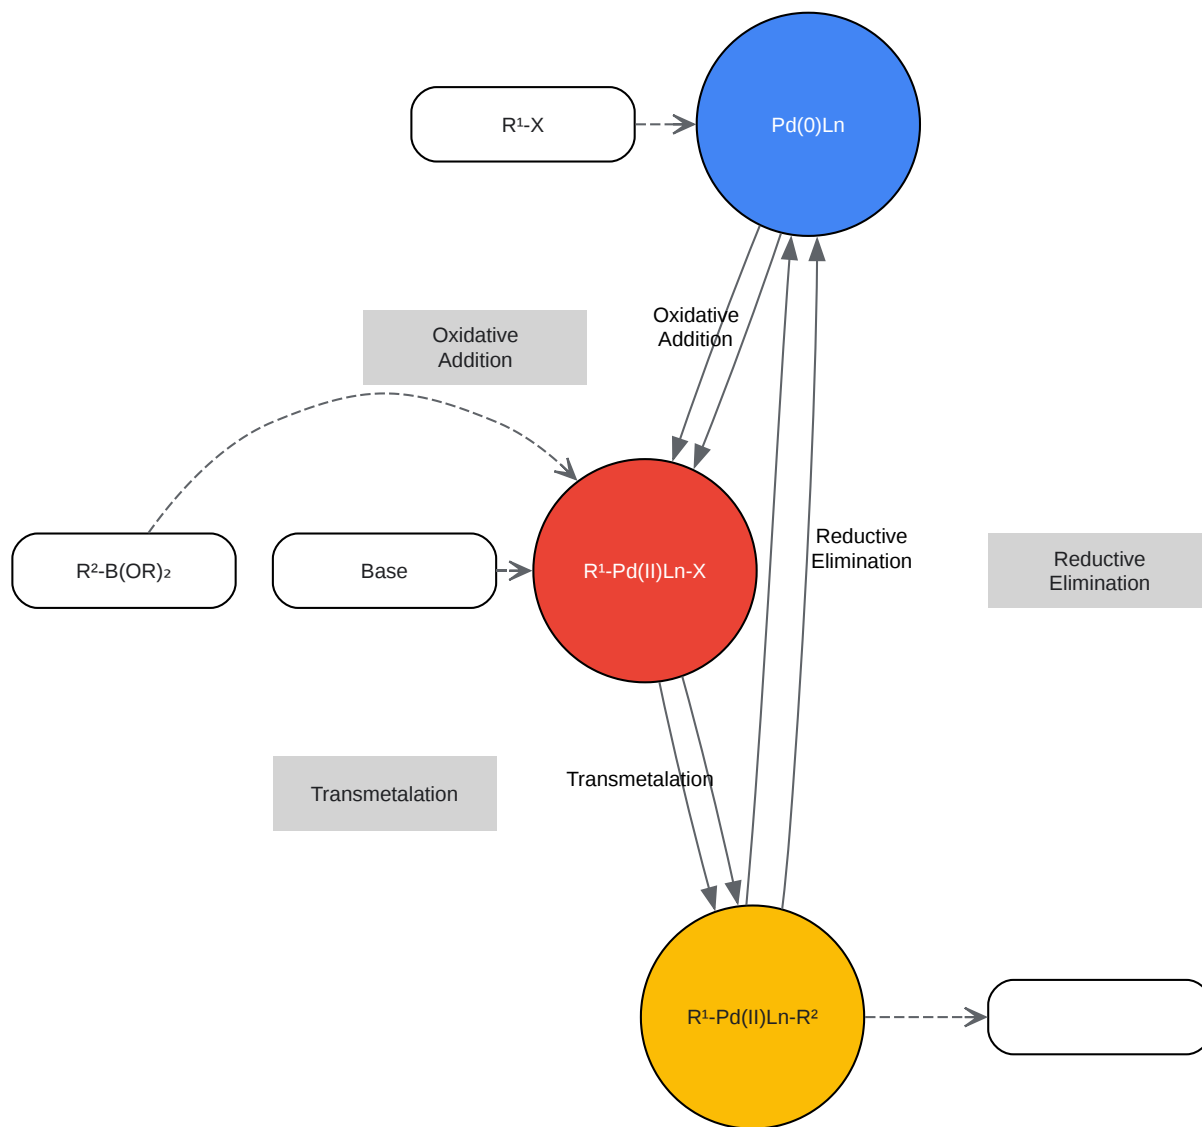 R¹-X
Pd(0)Ln
Oxidative
Addition
Oxidative
Addition
R²-B(OR)₂
Base
R¹-Pd(II)Ln-X
Reductive
Elimination
Reductive
Elimination
Transmetalation
Transmetalation
R¹-Pd(II)Ln-R²